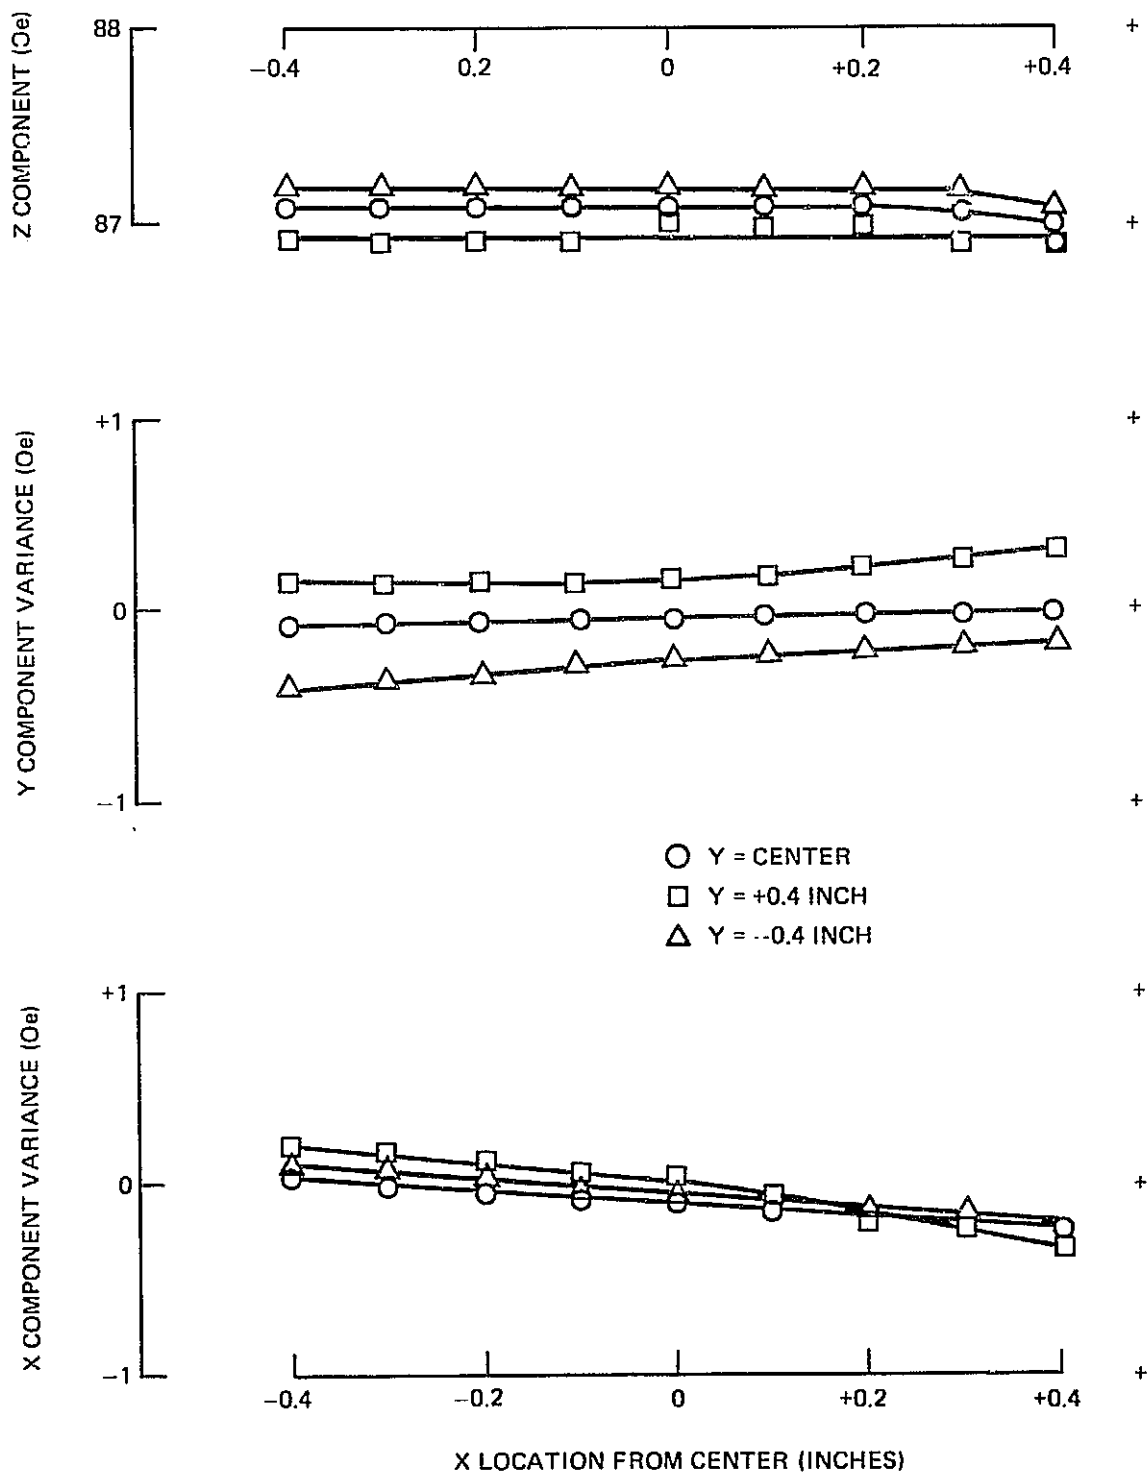 Z COMPONENT (Oe)
88
87
−0.4 0.2 0 +0.2 +0.4
+
+
Y COMPONENT VARIANCE (Oe)
+1
0
−1
+
+
+
○ Y = CENTER
□ Y = +0.4 INCH
△ Y = --0.4 INCH
X COMPONENT VARIANCE (Oe)
+1
0
−1
+
+
+
−0.4 −0.2 0 +0.2 +0.4
X LOCATION FROM CENTER (INCHES)